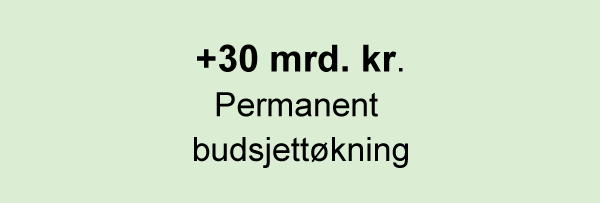 +30 mrd. kr.
Permanent
budsjettøkning